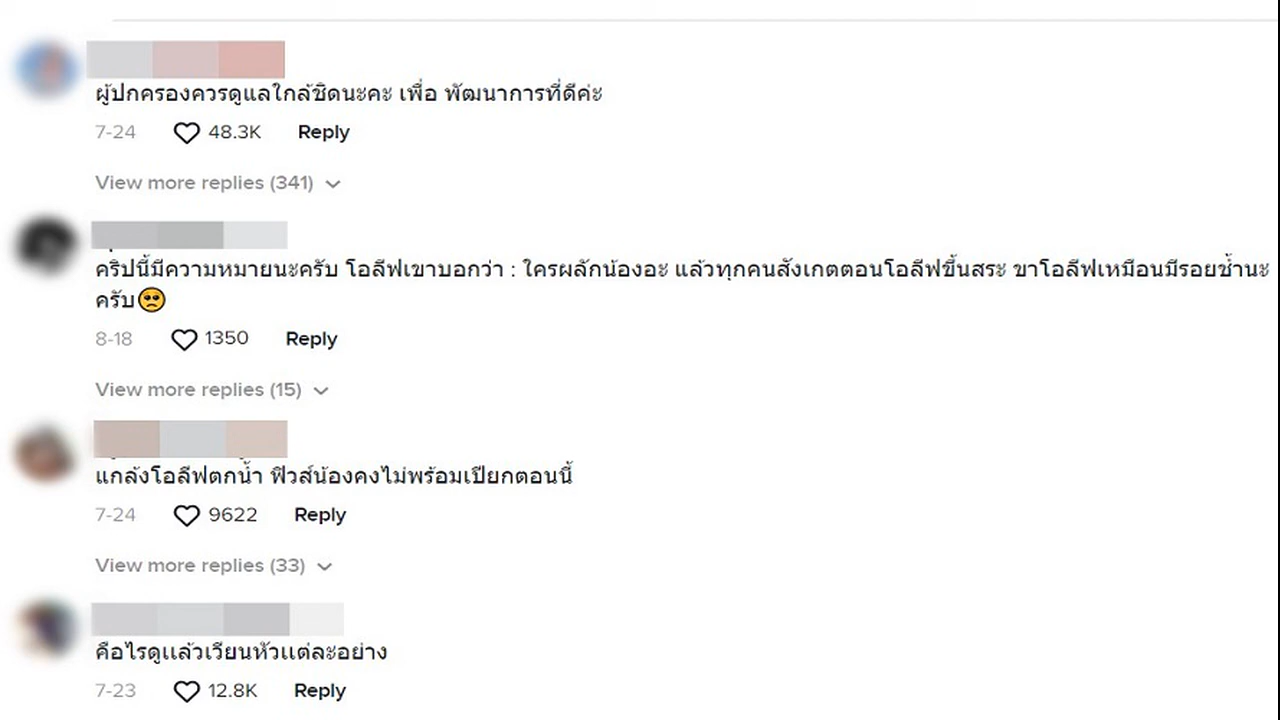 ผู้ปกครองควรดูแลใกล้ชิดนะคะ เพื่อ พัฒนาการที่ดีค่ะ
7-24 48.3K Reply
View more replies (341)
คริปนี้มีความหมายนะครับ โอลีฟเขาบอกว่า : ใครผลักน้องอะ แล้วทุกคนสังเกตตอนโอลีฟขึ้นสระ ขาโอลีฟเหมือนมีรอยช้ำนะ
ครับ🥺
8-18 1350 Reply
View more replies (15)
แกล้งโอลีฟตกน้ำ ฟิวส์น้องคงไม่พร้อมเปียกตอนนี้
7-24 9622 Reply
View more replies (33)
คือไรดูเเล้วเวียนหัวเเต่ละอย่าง
7-23 12.8K Reply